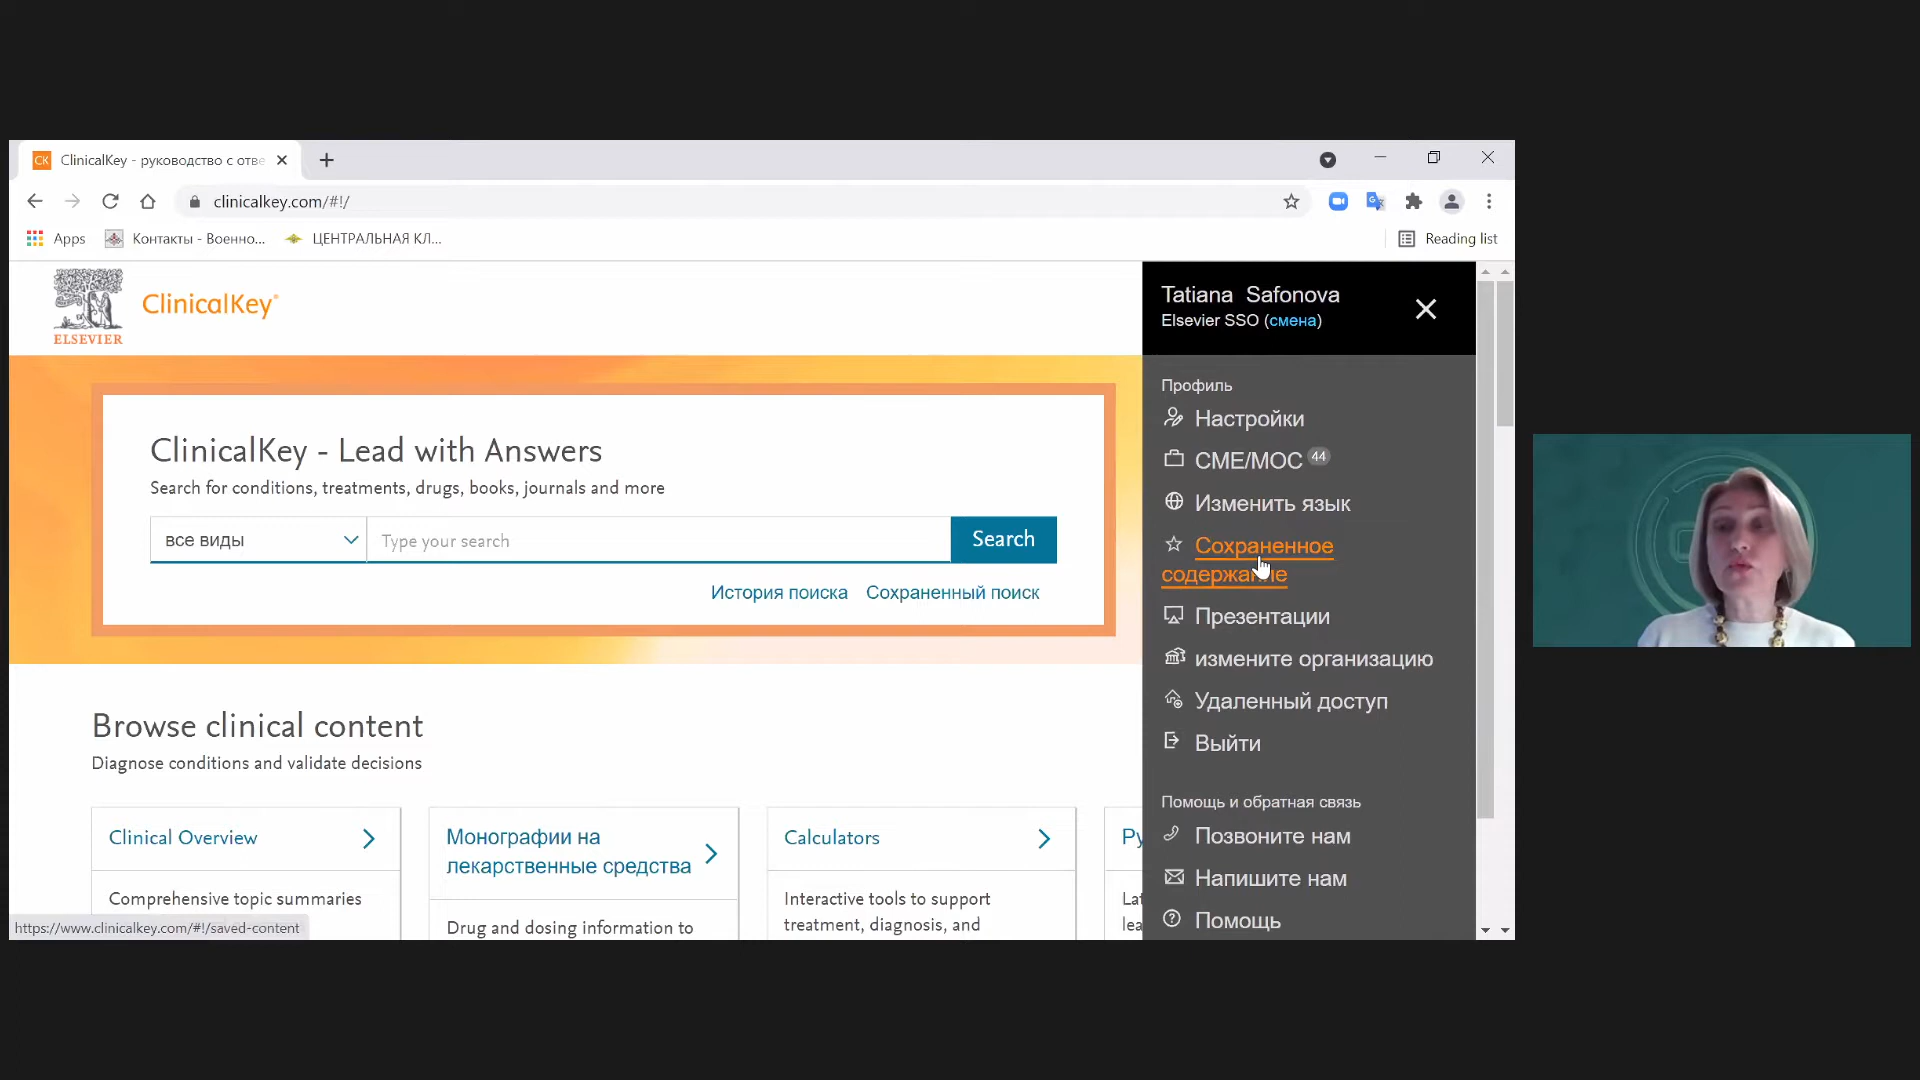 CK ClinicalKey - руководство с отве
clinicalkey.com/#!/
Apps Контакты - Военно... ЦЕНТРАЛЬНАЯ КЛ... Reading list
ELSEVIER
ClinicalKey®
Tatiana Safonova
Elsevier SSO (смена)
ClinicalKey - Lead with Answers
Search for conditions, treatments, drugs, books, journals and more
все виды Type your search Search
История поиска Сохраненный поиск
Browse clinical content
Diagnose conditions and validate decisions
Clinical Overview
Comprehensive topic summaries
Монографии на
лекарственные средства
Drug and dosing information to
Calculators
Interactive tools to support
treatment, diagnosis, and
Ру
Lat
lea
Профиль
Настройки
CME/MOC 44
Изменить язык
Сохраненное
содержание
Презентации
измените организацию
Удаленный доступ
Выйти
Помощь и обратная связь
Позвоните нам
Напишите нам
Помощь
https://www.clinicalkey.com/#!/saved-content